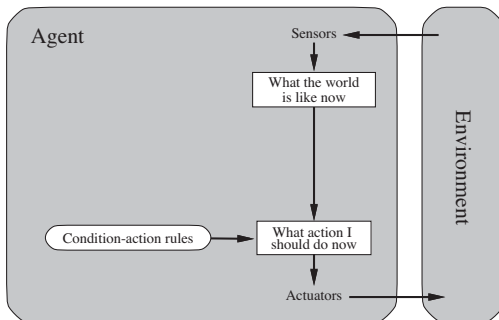 Agent
Sensors
What the world
is like now
Environment
Condition-action rules
What action I
should do now
Actuators